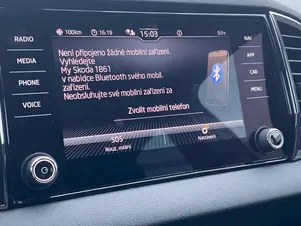 RADIO
MEDIA
PHONE
VOICE
100km 16:19 15:03
Není připojeno žádné mobilní zařízení.
Vyhledejte
My Skoda 1861
v nabídce Bluetooth svého mobil.
zařízení.
Neobsluhujte své mobilní zařízení za
Zvolit mobilní telefon
SOS
Nouz. volání
Nastavení
NAV
APP
CAR
MENU